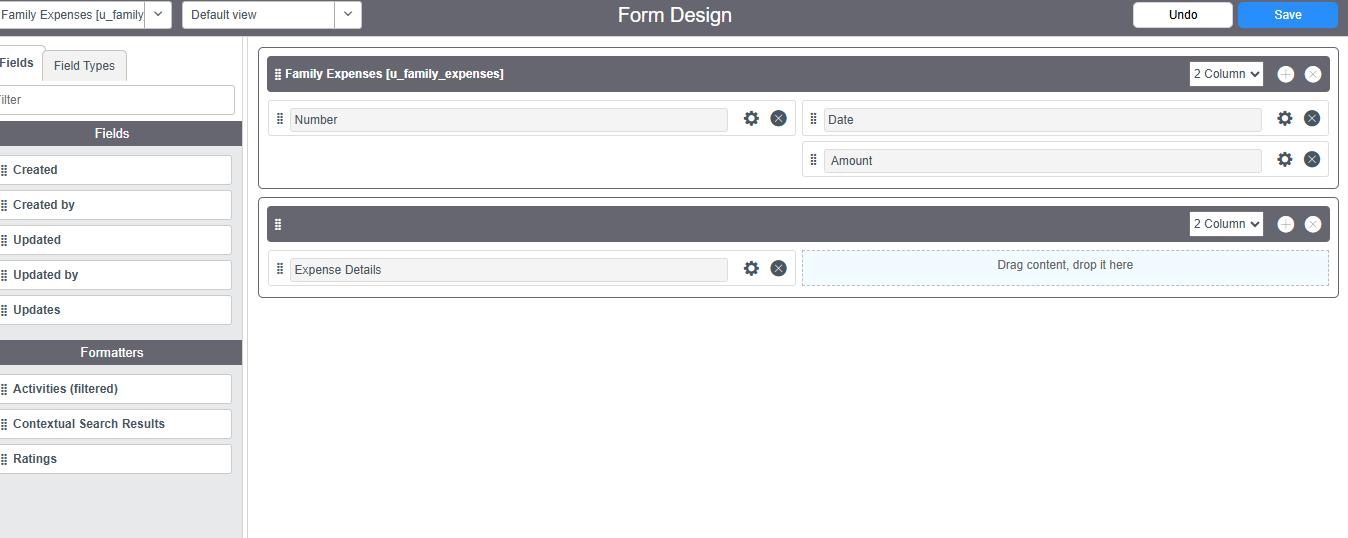 Family Expenses [u_family
Default view
Form Design
Undo
Save
Fields
Field Types
Fields
Created
Created by
Updated
Updated by
Updates
Formatters
Activities (filtered)
Contextual Search Results
Ratings
Family Expenses [u_family_expenses]
2 Column
Number
Date
Amount
2 Column
Expense Details
Drag content, drop it here